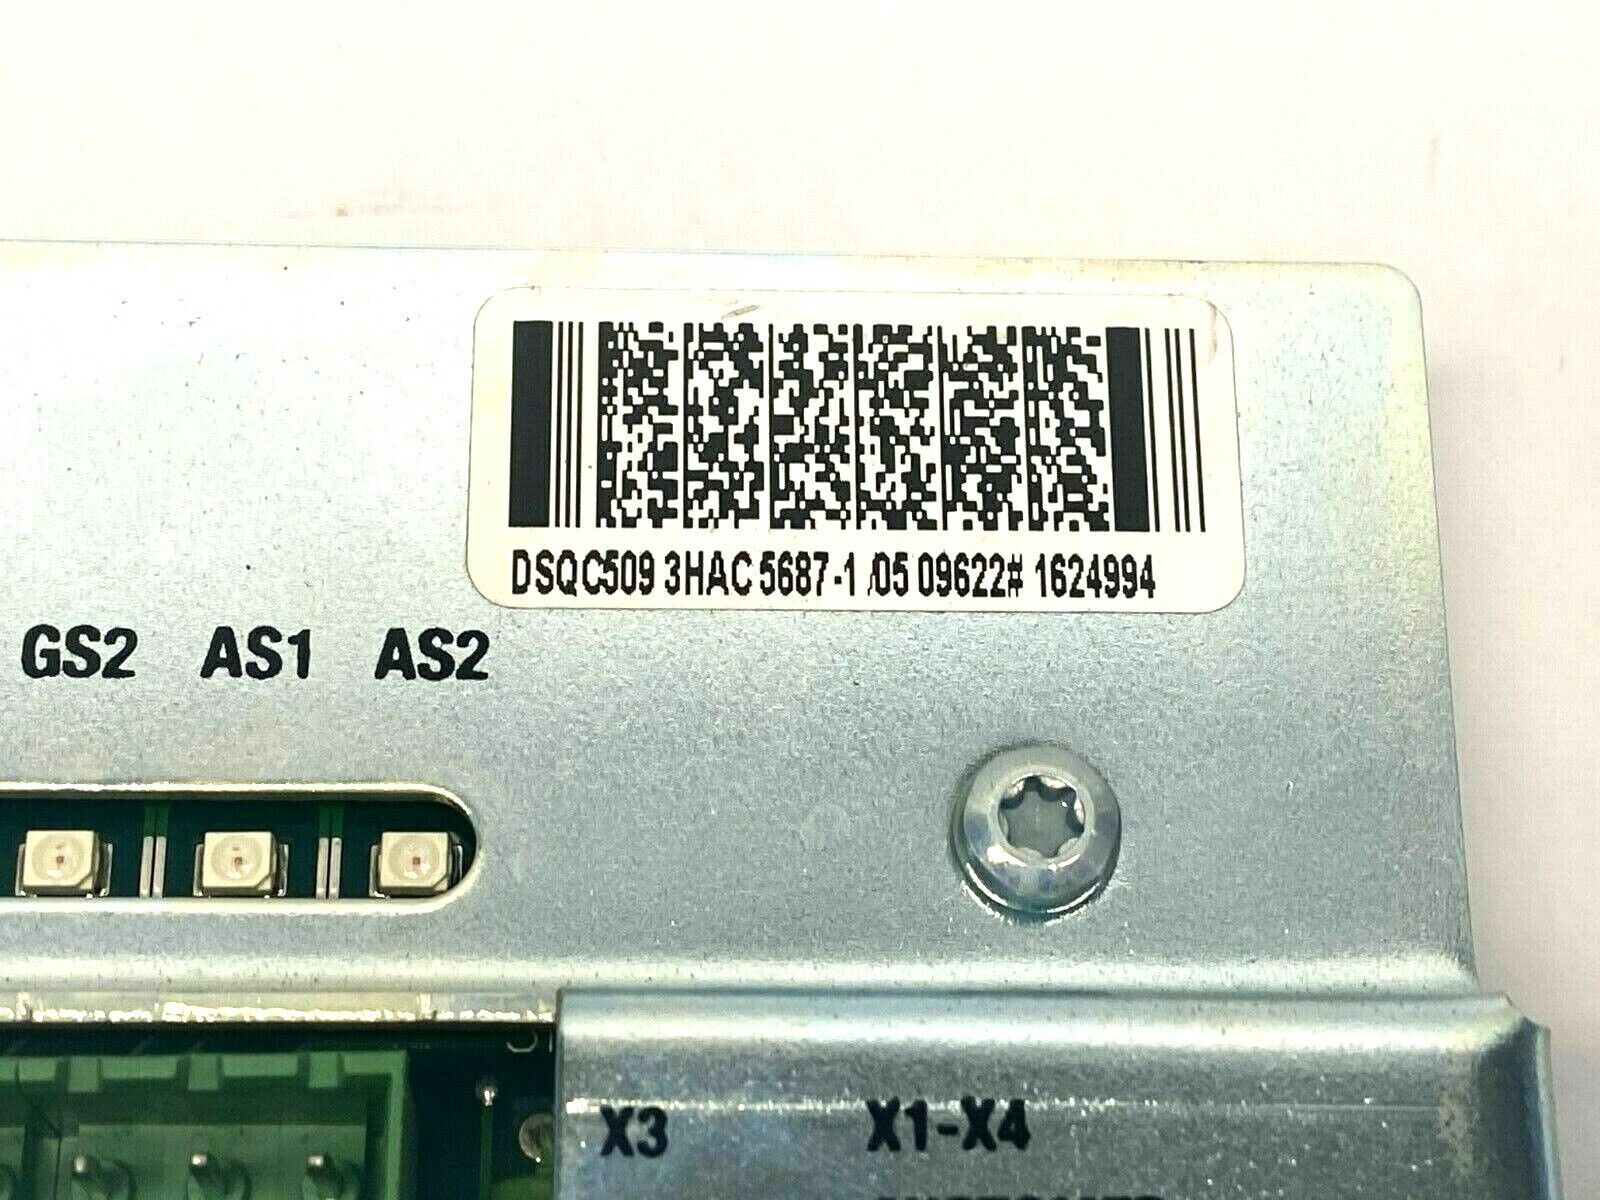 DSQC509 3HAC 5687-1 /05 09622# 1624994
GS2 AS1 AS2
X3 X1-X4